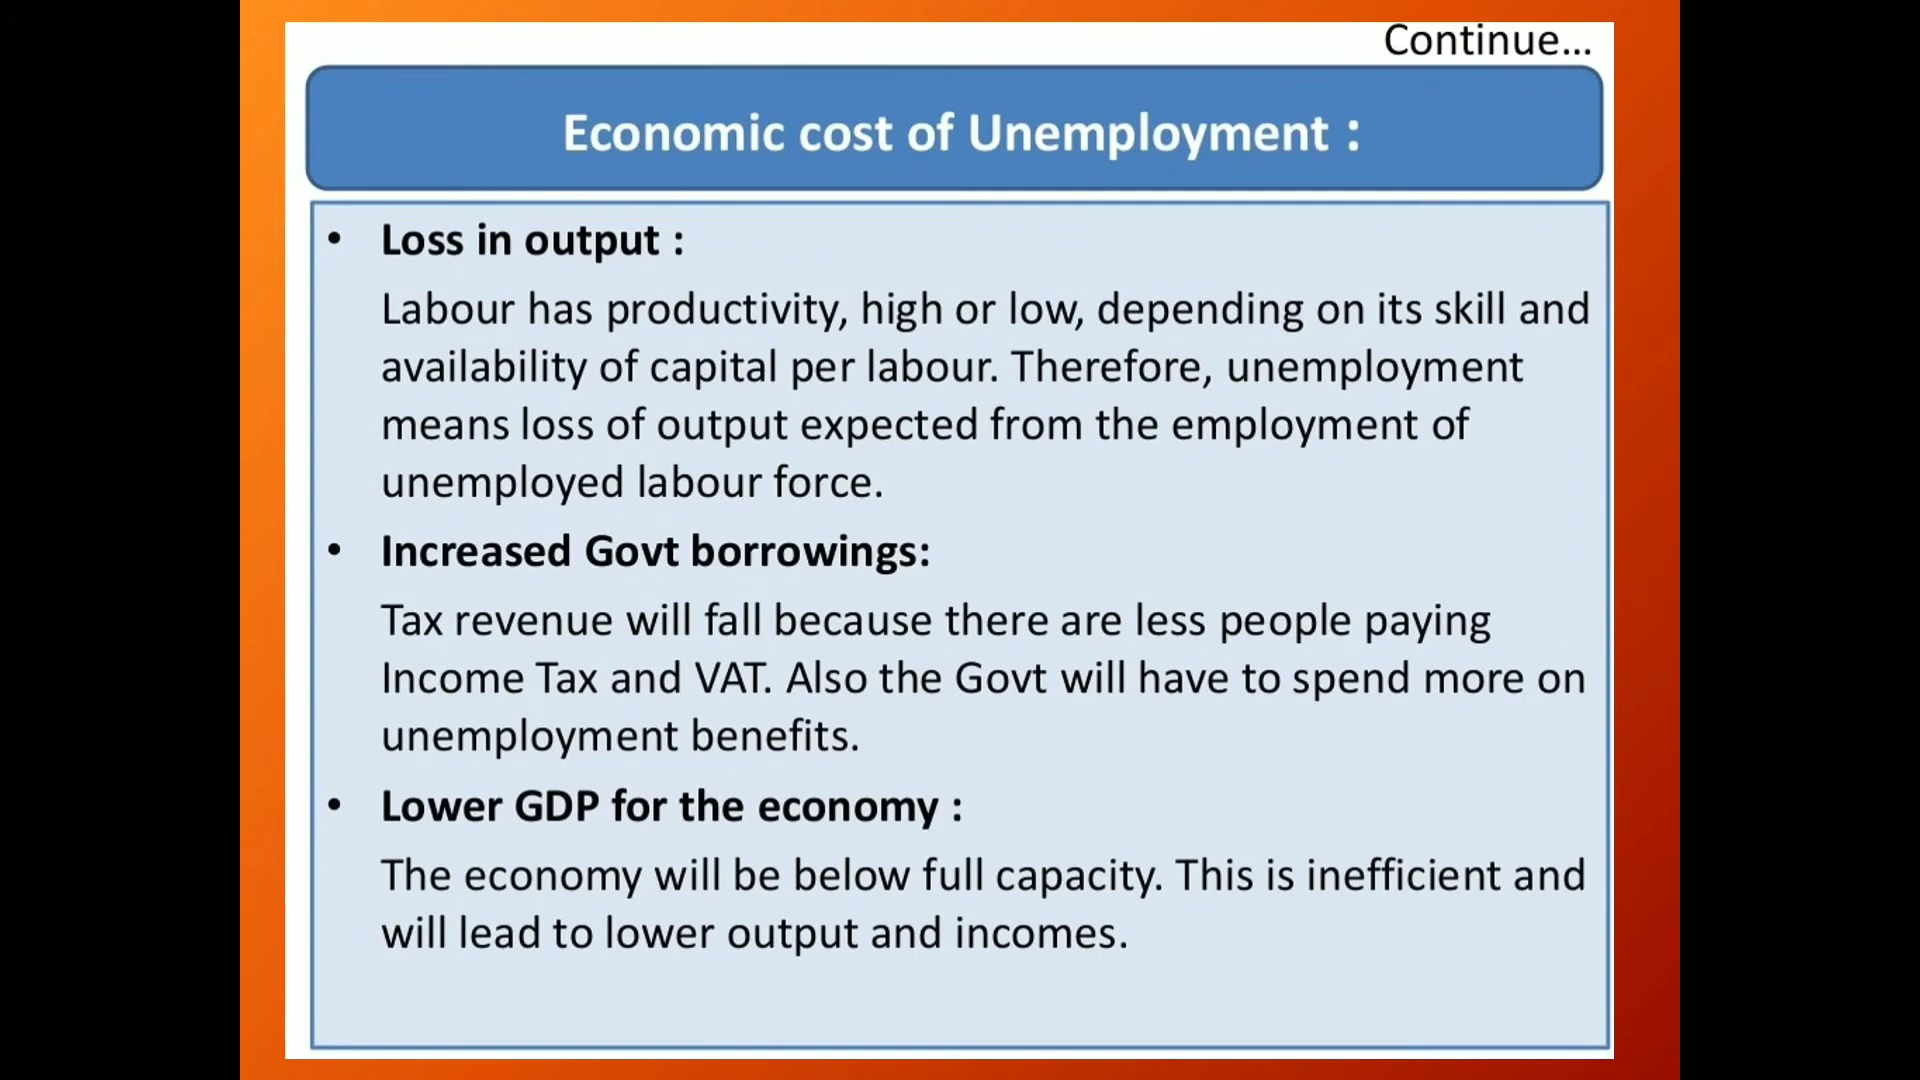 Continue...
Economic cost of Unemployment :
• Loss in output :
Labour has productivity, high or low, depending on its skill and
availability of capital per labour. Therefore, unemployment
means loss of output expected from the employment of
unemployed labour force.
• Increased Govt borrowings:
Tax revenue will fall because there are less people paying
Income Tax and VAT. Also the Govt will have to spend more on
unemployment benefits.
• Lower GDP for the economy :
The economy will be below full capacity. This is inefficient and
will lead to lower output and incomes.